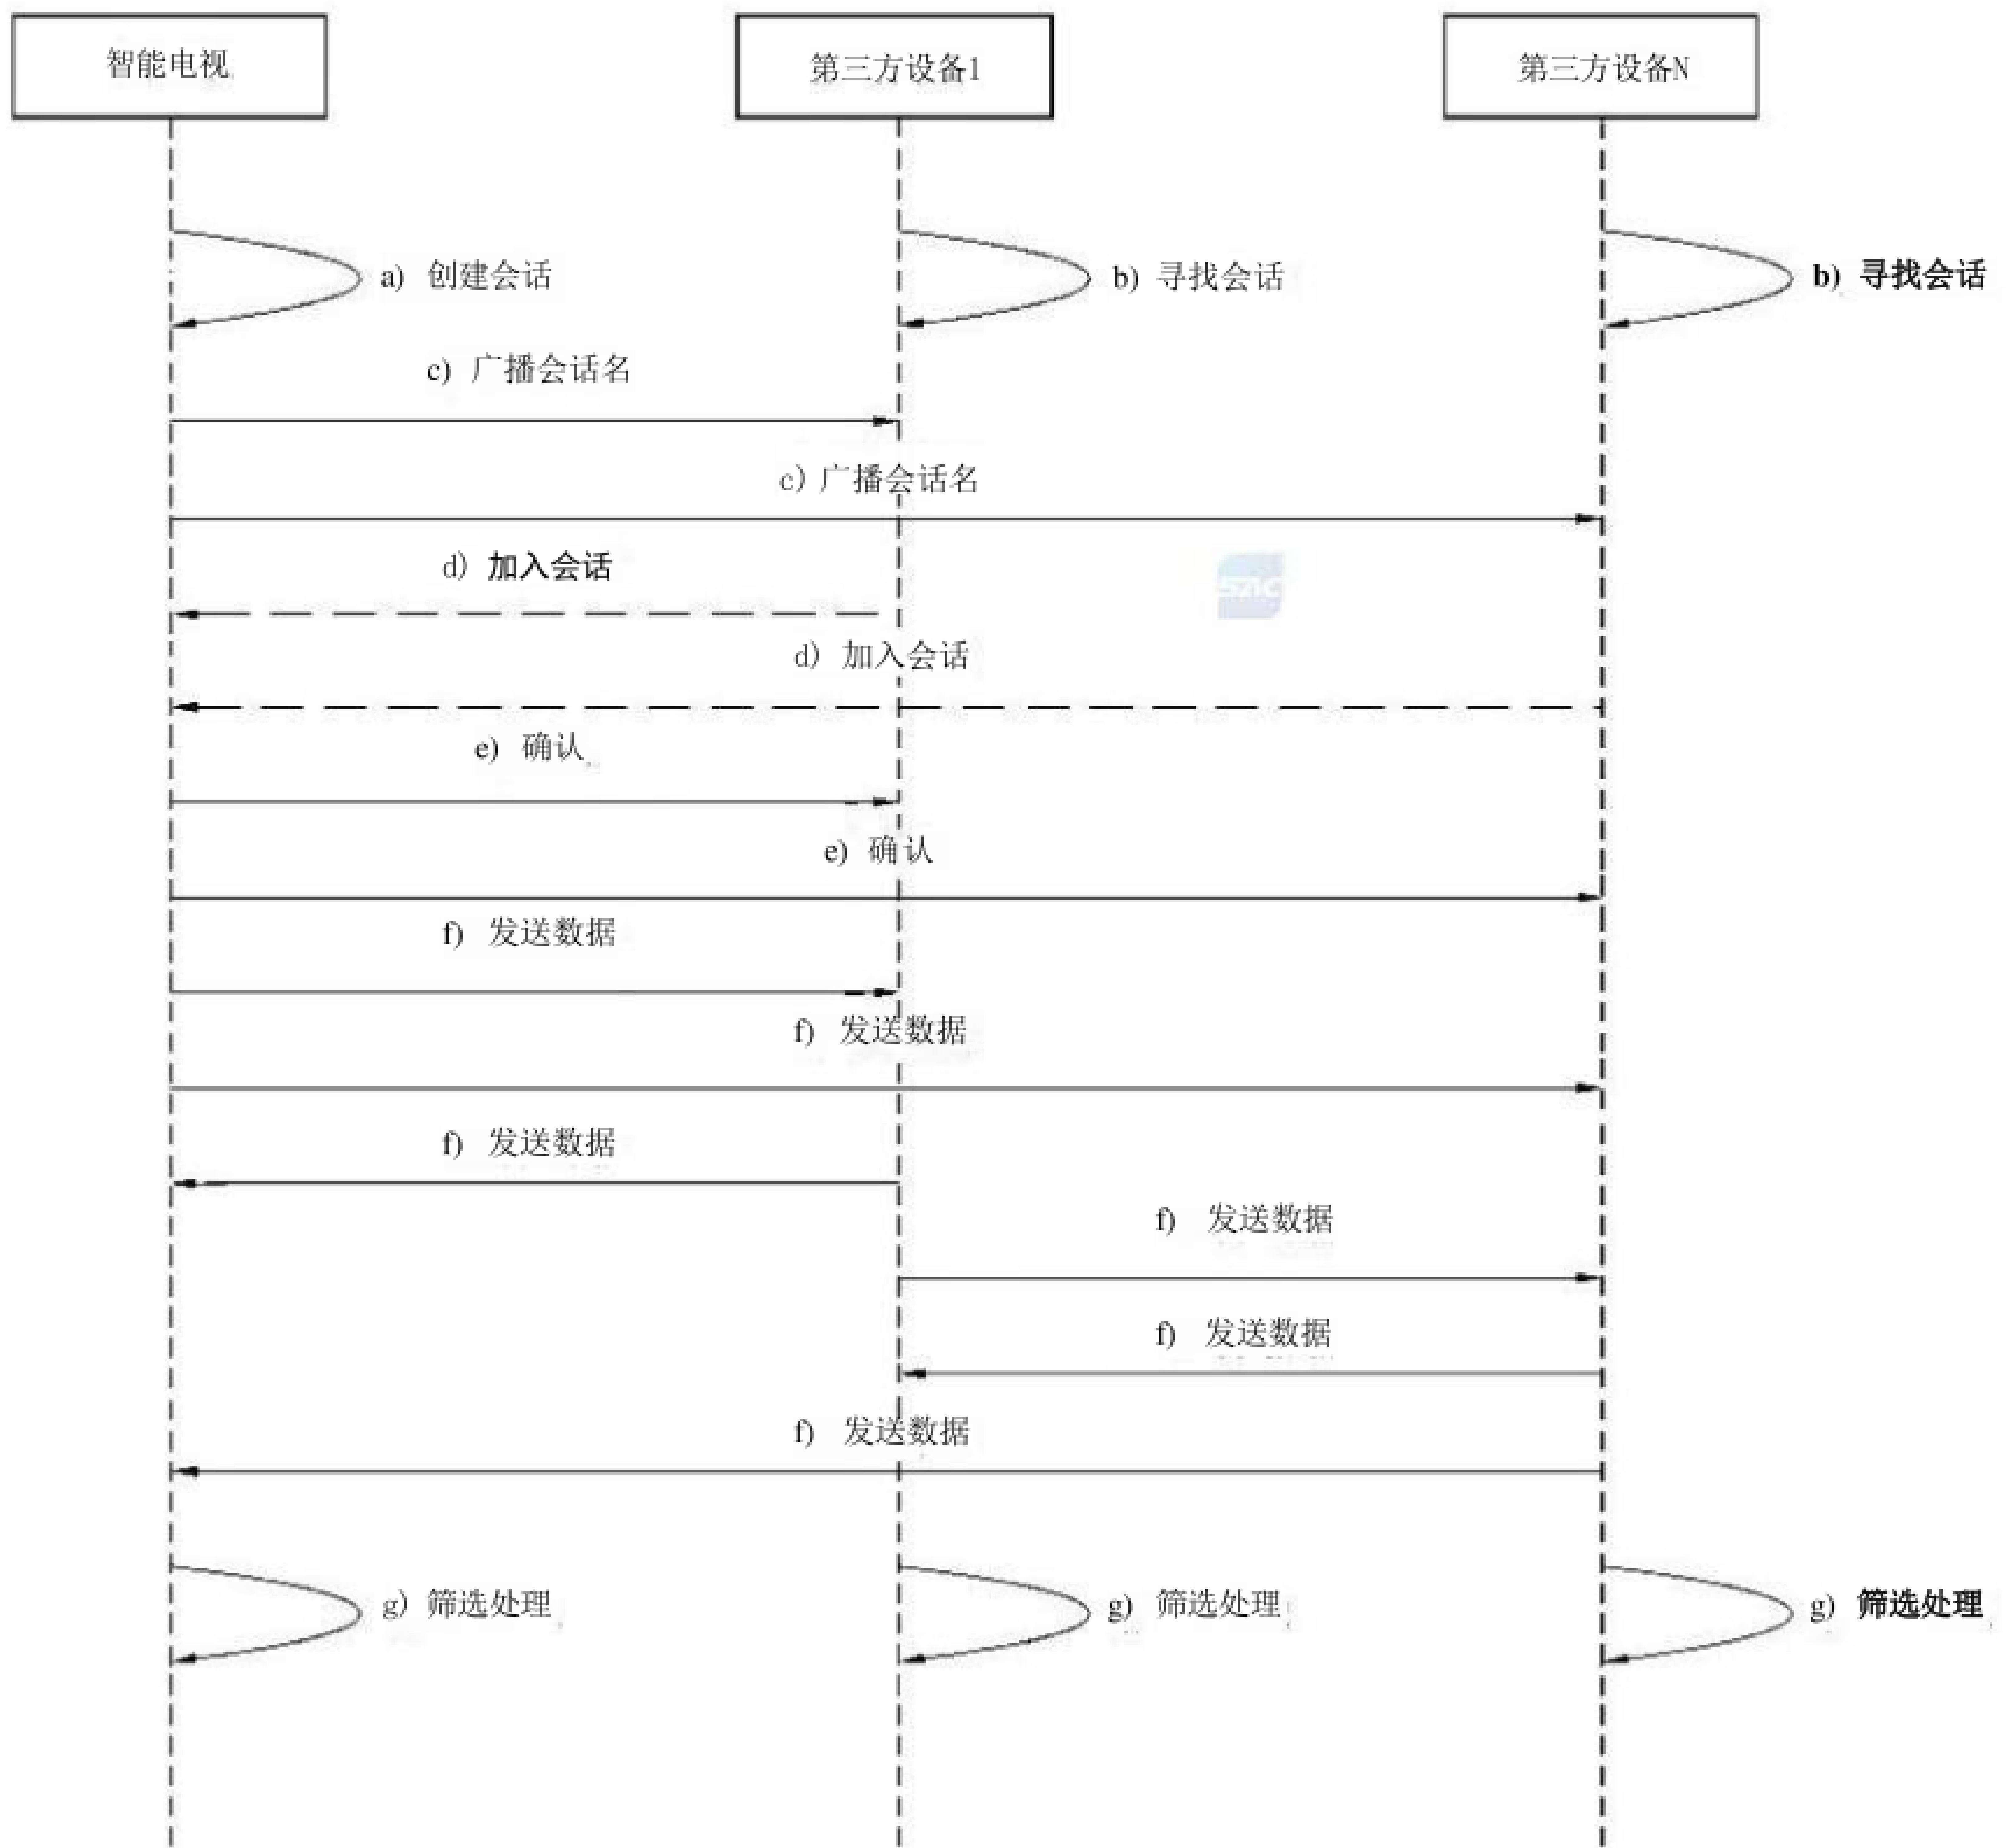 智能电视
第三方设备1
第三方设备N
a) 创建会话
b) 寻找会话
b) 寻找会话
c) 广播会话名
c) 广播会话名
d) 加入会话
SAC
d) 加入会话
e) 确认
e) 确认
f) 发送数据
f) 发送数据
f) 发送数据
f) 发送数据
f) 发送数据
f) 发送数据
g) 筛选处理
g) 筛选处理
g) 筛选处理